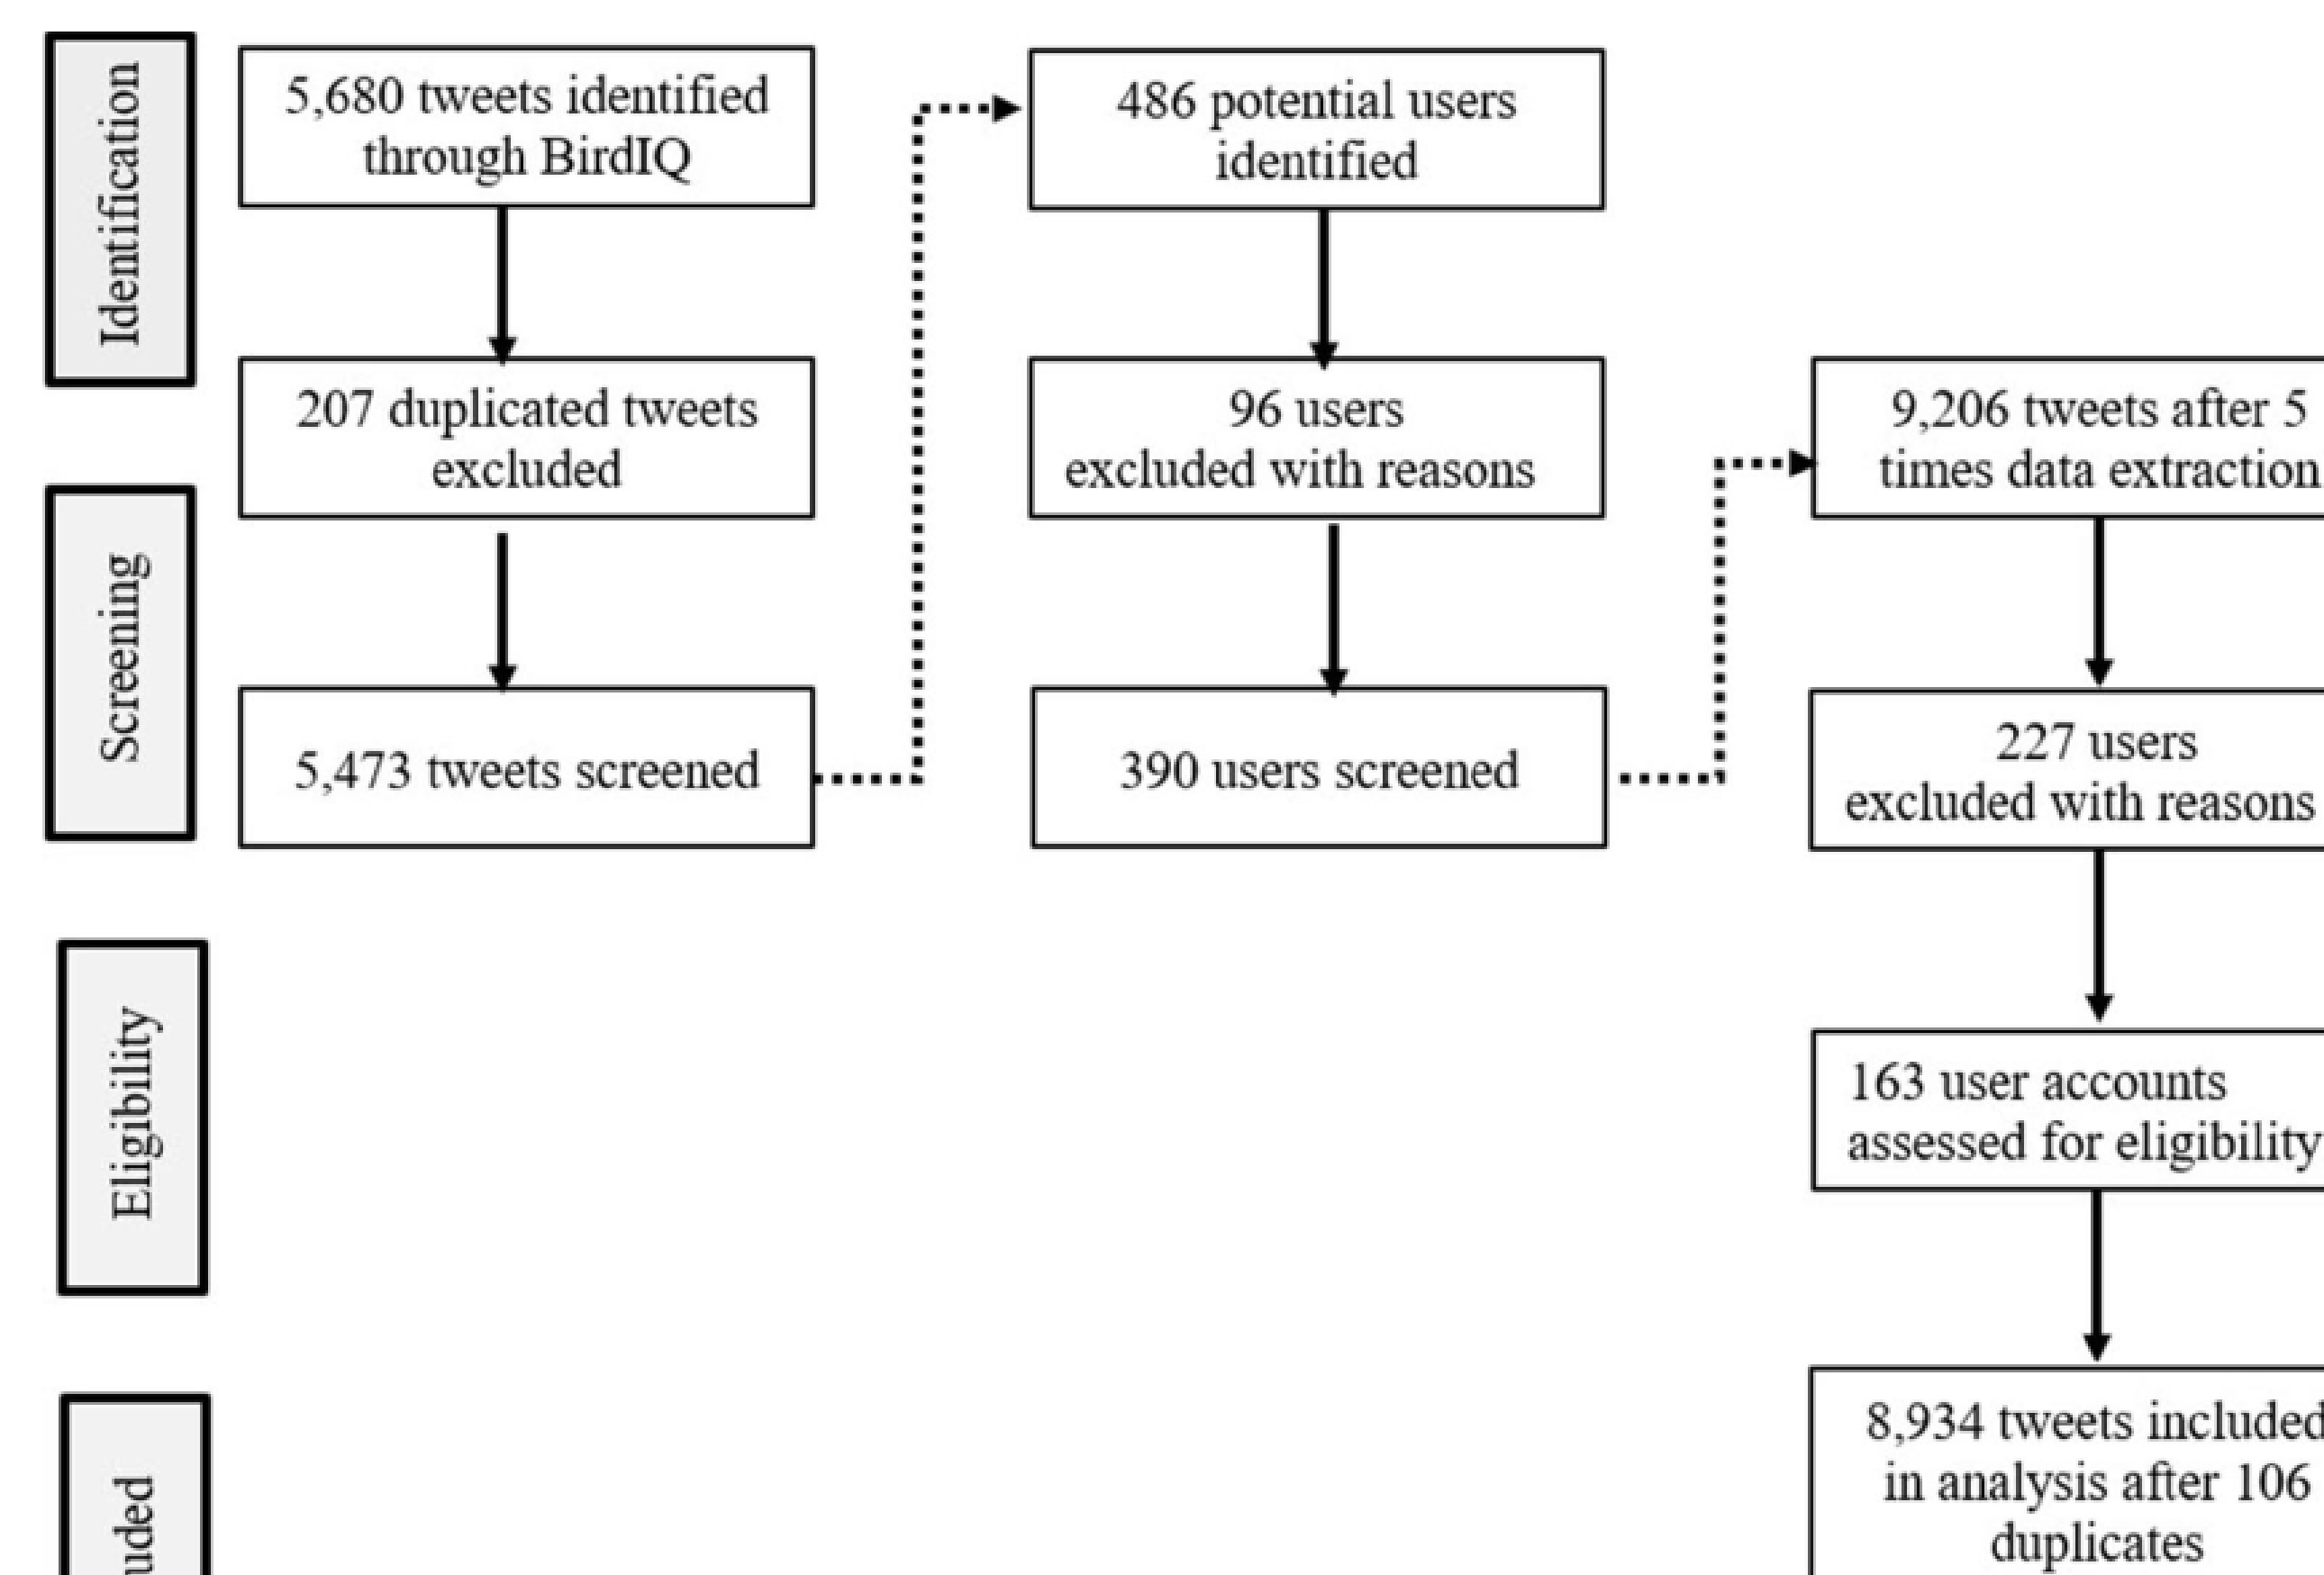 Identification
5,680 tweets identified
through BirdIQ
207 duplicated tweets
excluded
Screening
5,473 tweets screened
486 potential users
identified
96 users
excluded with reasons
390 users screened
9,206 tweets after 5
times data extraction
227 users
excluded with reasons
Eligibility
163 user accounts
assessed for eligibility
8,934 tweets included
in analysis after 106
duplicates